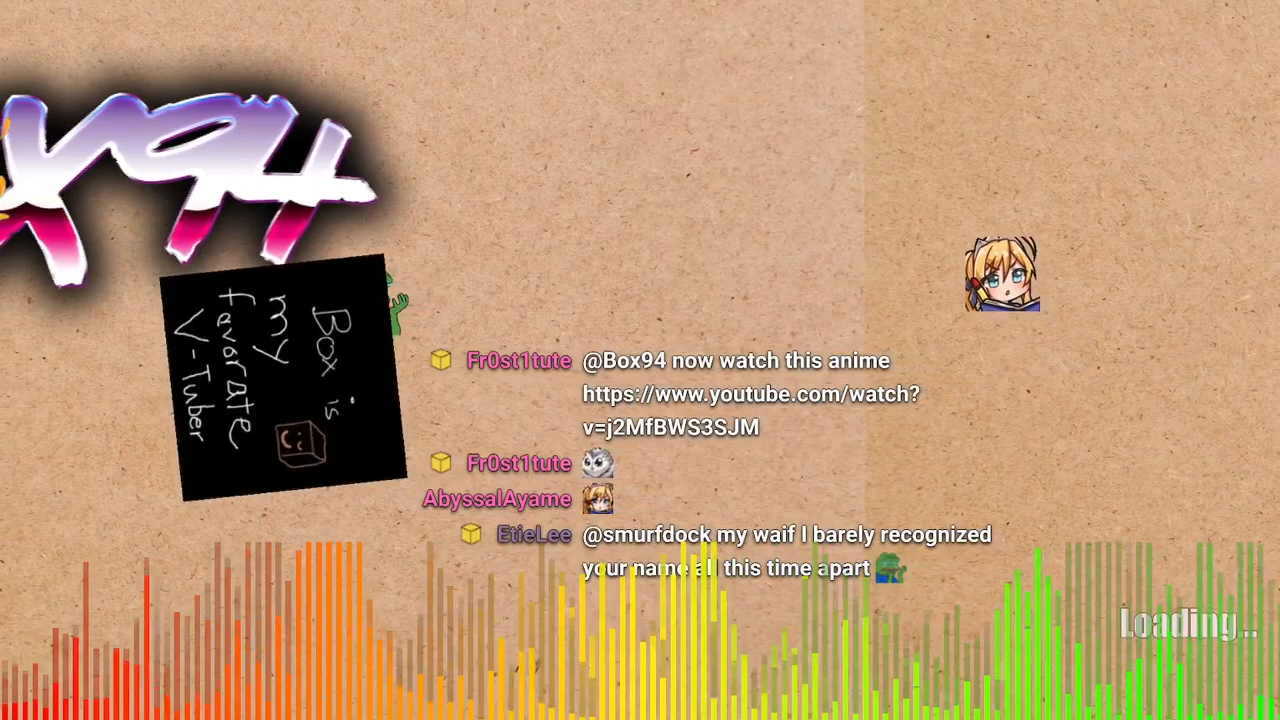 X94
Box is
my
favorate
V-Tuber
Fr0st1tute @Box94 now watch this anime
https://www.youtube.com/watch?
v=j2MfBWS3SJM
Fr0st1tute
AbyssalAyame
EtieLee @smurfdock my waif I barely recognized
your name all this time apart
Loading...